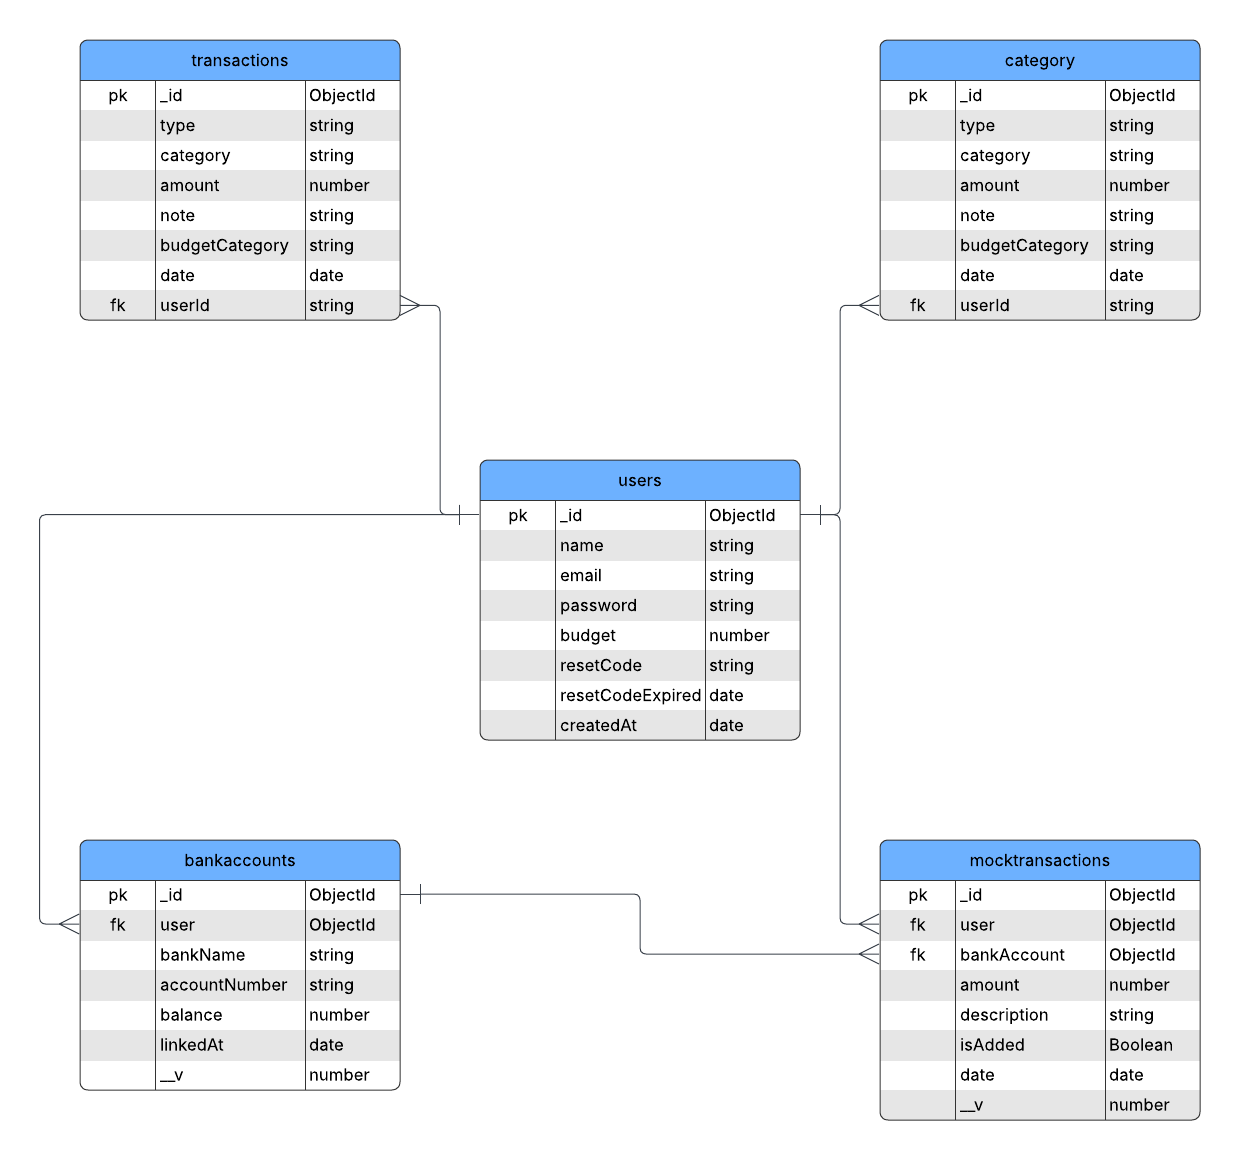 transactions
pk _id ObjectId
type string
category string
amount number
note string
budgetCategory string
date date
fk userId string
category
pk _id ObjectId
type string
category string
amount number
note string
budgetCategory string
date date
fk userId string
users
pk _id ObjectId
name string
email string
password string
budget number
resetCode string
resetCodeExpired date
createdAt date
bankaccounts
pk _id ObjectId
fk user ObjectId
bankName string
accountNumber string
balance number
linkedAt date
__v number
mocktransactions
pk _id ObjectId
fk user ObjectId
fk bankAccount ObjectId
amount number
description string
isAdded Boolean
date date
__v number